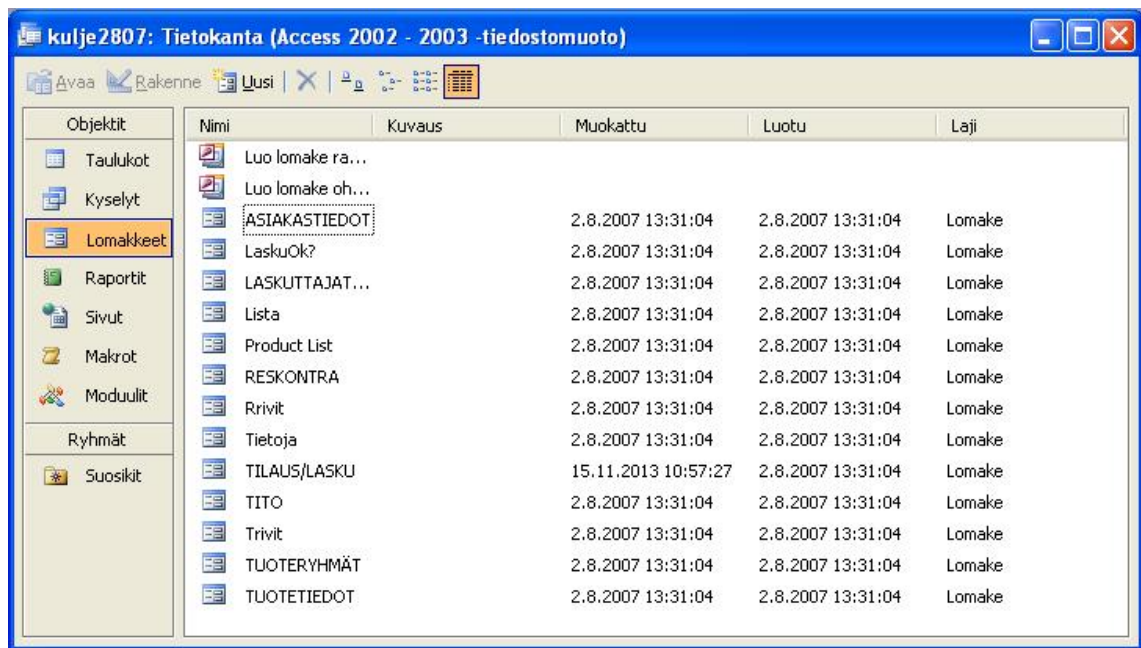 kulje2807: Tietokanta (Access 2002 - 2003 -tiedostomuoto)
Avaa Rakenne Uusi
Objektit
Taulukot
Kyselyt
Lomakkeet
Raportit
Sivut
Makrot
Moduulit
Ryhmät
Suosikit
Nimi Kuvaus Muokattu Luotu Laji
Luo lomake ra...
Luo lomake oh...
ASIAKASTIEDOT 2.8.2007 13:31:04 2.8.2007 13:31:04 Lomake
LaskuOk? 2.8.2007 13:31:04 2.8.2007 13:31:04 Lomake
LASKUTTAJAT... 2.8.2007 13:31:04 2.8.2007 13:31:04 Lomake
Lista 2.8.2007 13:31:04 2.8.2007 13:31:04 Lomake
Product List 2.8.2007 13:31:04 2.8.2007 13:31:04 Lomake
RESKONTRA 2.8.2007 13:31:04 2.8.2007 13:31:04 Lomake
Rrivit 2.8.2007 13:31:04 2.8.2007 13:31:04 Lomake
Tietoja 2.8.2007 13:31:04 2.8.2007 13:31:04 Lomake
TILAUS/LASKU 15.11.2013 10:57:27 2.8.2007 13:31:04 Lomake
TITO 2.8.2007 13:31:04 2.8.2007 13:31:04 Lomake
Trivit 2.8.2007 13:31:04 2.8.2007 13:31:04 Lomake
TUOTERYHMÄT 2.8.2007 13:31:04 2.8.2007 13:31:04 Lomake
TUOTETIEDOT 2.8.2007 13:31:04 2.8.2007 13:31:04 Lomake